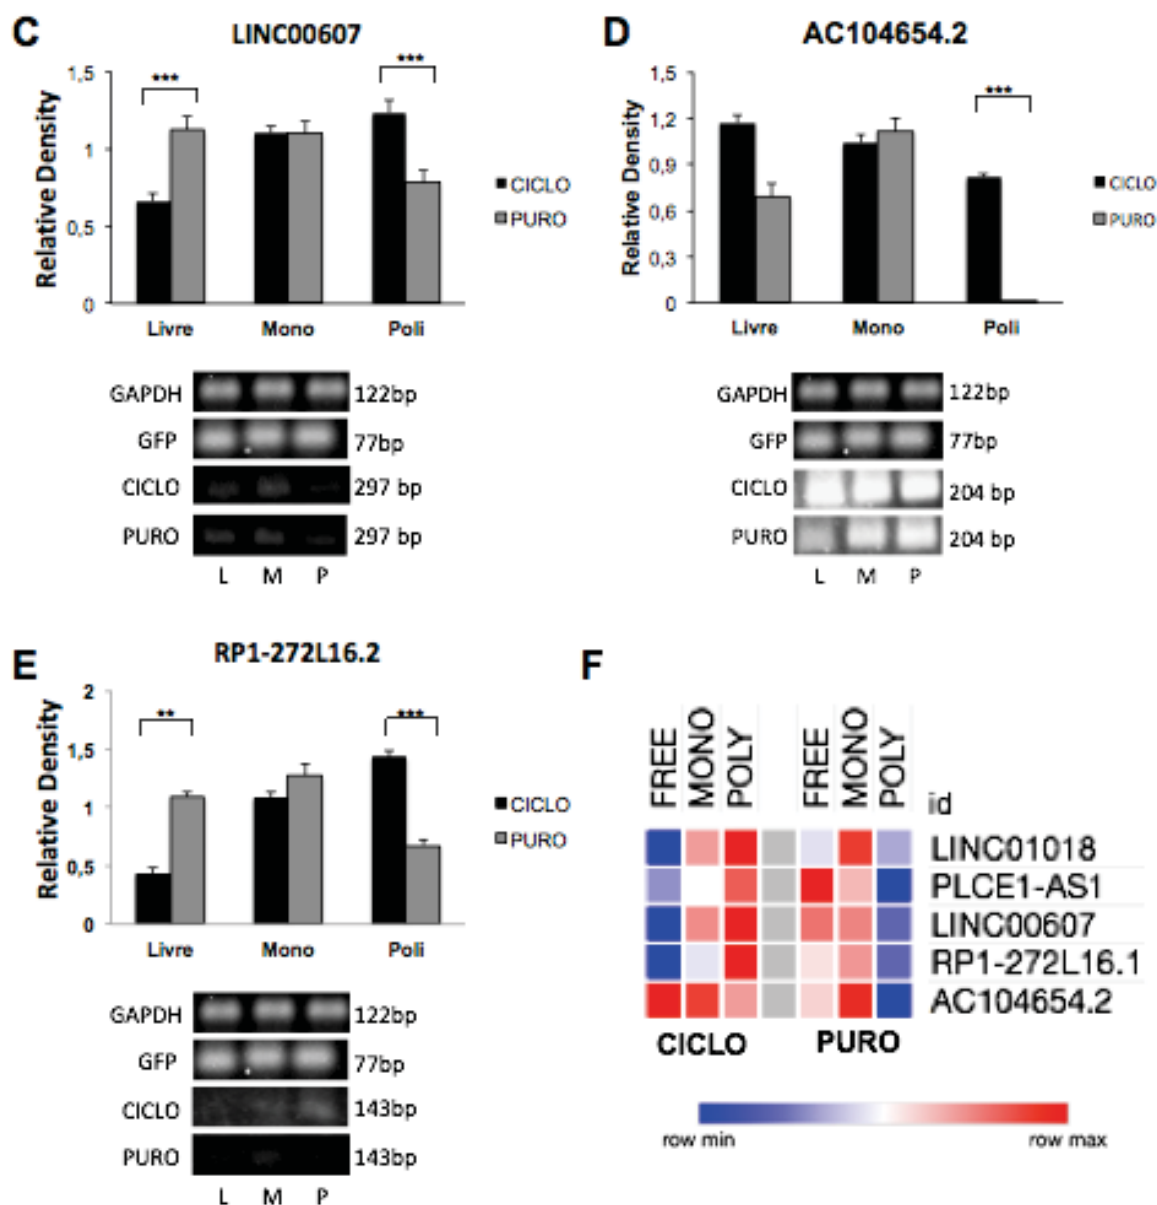 C
LINC00607
Relative Density
1,5
1
0,5
0
***
***
Livre
Mono
Poli
CICLO
PURO
GAPDH
122bp
GFP
77bp
CICLO
297 bp
PURO
297 bp
L
M
P
D
AC104654.2
Relative Density
1,5
1,2
0,9
0,6
0,3
0
***
Livre
Mono
Poli
CICLO
PURO
GAPDH
122bp
GFP
77bp
CICLO
204 bp
PURO
204 bp
L
M
P
E
RP1-272L16.2
Relative Density
2
1,5
1
0,5
0
**
***
Livre
Mono
Poli
CICLO
PURO
GAPDH
122bp
GFP
77bp
CICLO
143bp
PURO
143bp
L
M
P
F
FREE
MONO
POLY
FREE
MONO
POLY
id
LINC01018
PLCE1-AS1
LINC00607
RP1-272L16.1
AC104654.2
CICLO
PURO
row min
row max